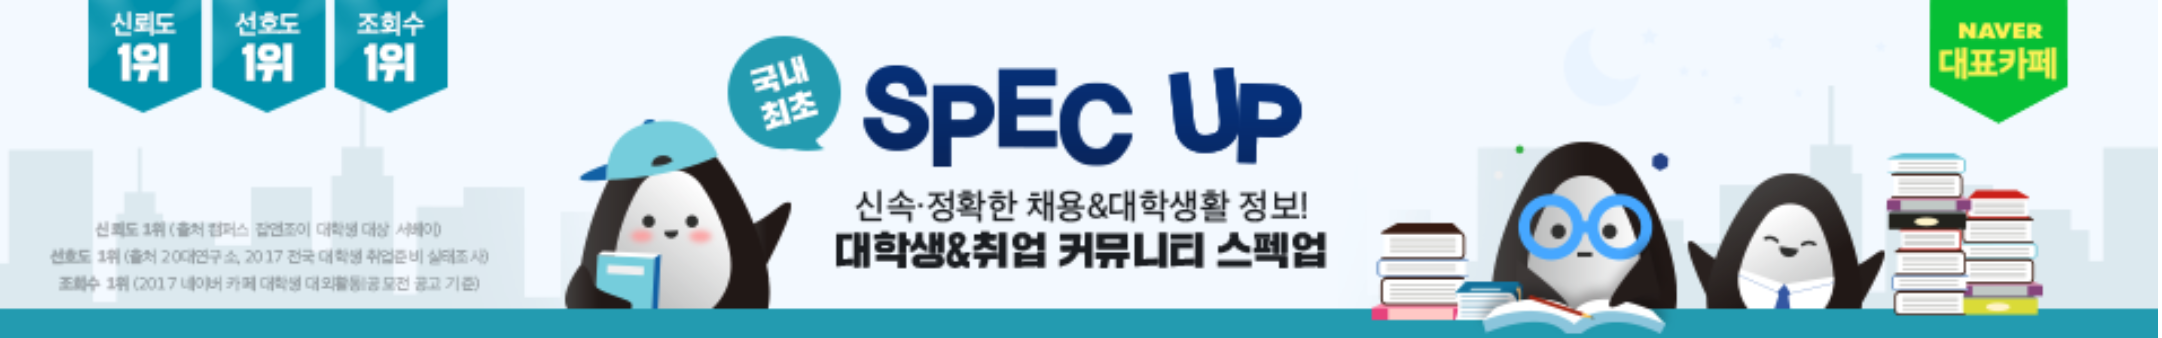 신뢰도
1위
선호도
1위
조회수
1위
국내
최초
SPEC UP
신속·정확한 채용&대학생활 정보!
대학생&취업 커뮤니티 스펙업
NAVER
대표카페
신뢰도 1위 (출처 캠퍼스 잡앤조이 대학생 대상 서베이)
선호도 1위 (출처 20대연구소, 2017 전국 대학생 취업준비 실태조사)
조회수 1위 (2017 네이버 카페 대학생 대외활동|공모전 공고 기준)